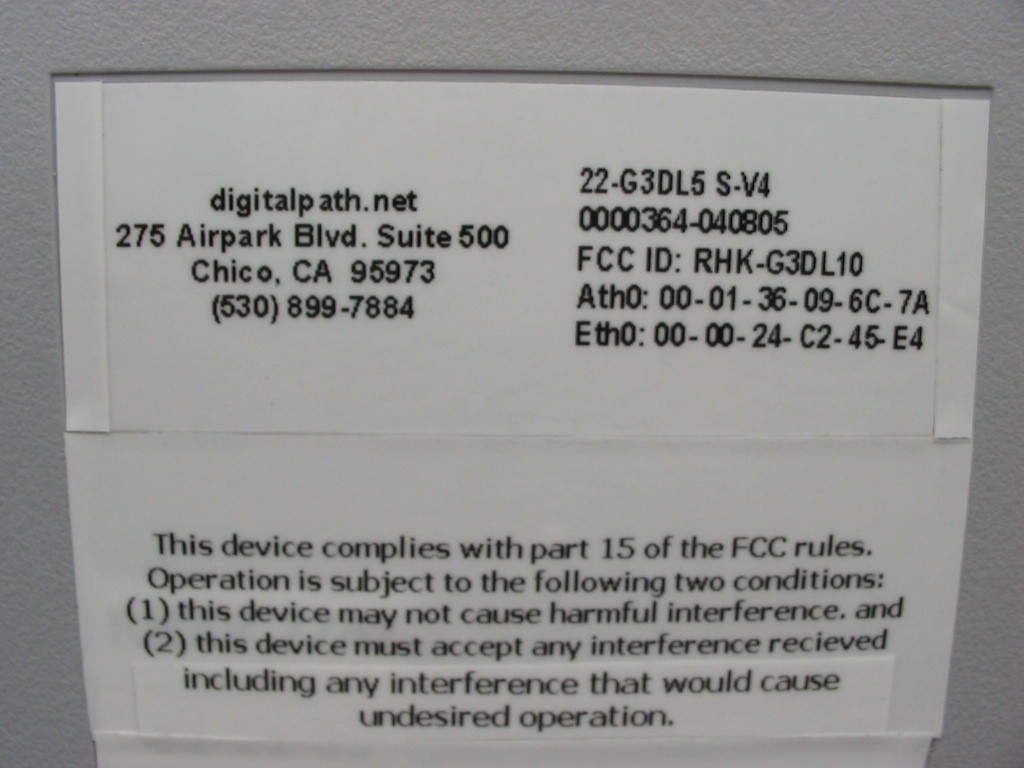 digitalpath.net
275 Airpark Blvd. Suite 500
Chico, CA 95973
(530) 899-7884
22-G3DL5 S-V4
0000364-040805
FCC ID: RHK-G3DL10
Ath0: 00-01-36-09-6C-7A
Eth0: 00-00-24-C2-45-E4
This device complies with part 15 of the FCC rules.
Operation is subject to the following two conditions:
(1) this device may not cause harmful interference. and
(2) this device must accept any interference recieved
including any interference that would cause
undesired operation.